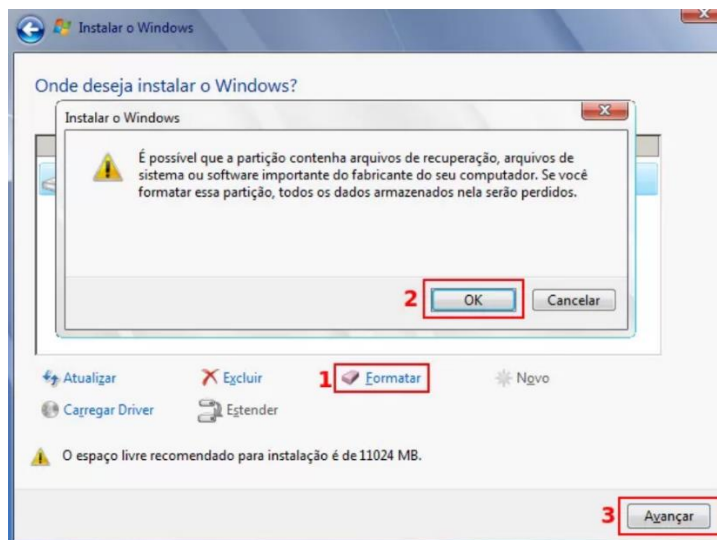 Instalar o Windows
Onde deseja instalar o Windows?
Instalar o Windows
É possível que a partição contenha arquivos de recuperação, arquivos de
sistema ou software importante do fabricante do seu computador. Se você
formatar essa partição, todos os dados armazenados nela serão perdidos.
2 OK Cancelar
Atualizar Excluir 1 Formatar Novo
Carregar Driver Estender
O espaço livre recomendado para instalação é de 11024 MB.
3 Avançar